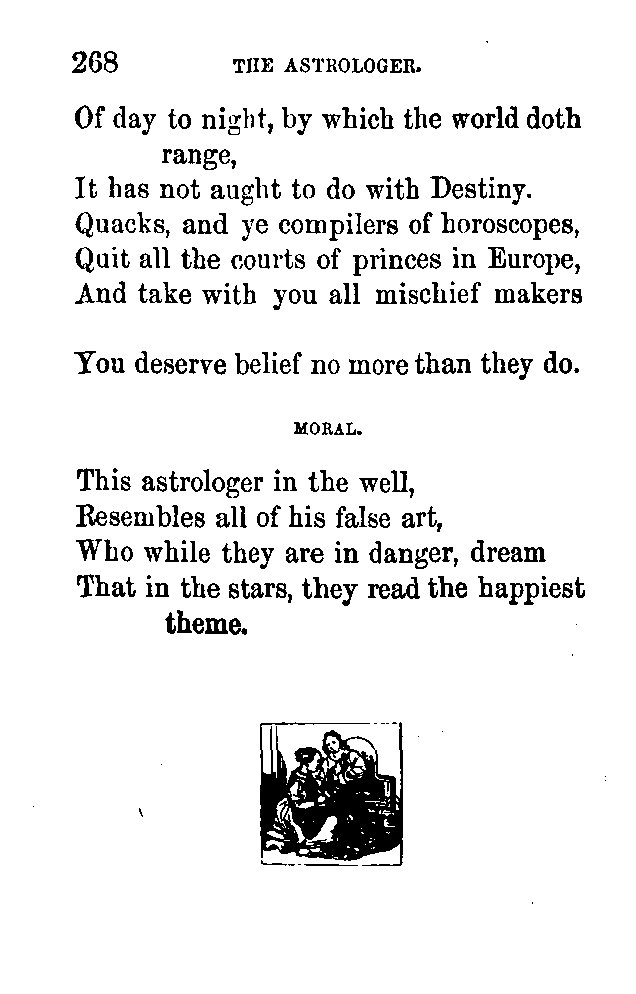 268 THE ASTROLOGER.
Of day to night, by which the world doth
range,
It has not aught to do with Destiny.
Quacks, and ye compilers of horoscopes,
Quit all the courts of princes in Europe,
And take with you all mischief makers
You deserve belief no more than they do.
MORAL.
This astrologer in the well,
Resembles all of his false art,
Who while they are in danger, dream
That in the stars, they read the happiest
theme.